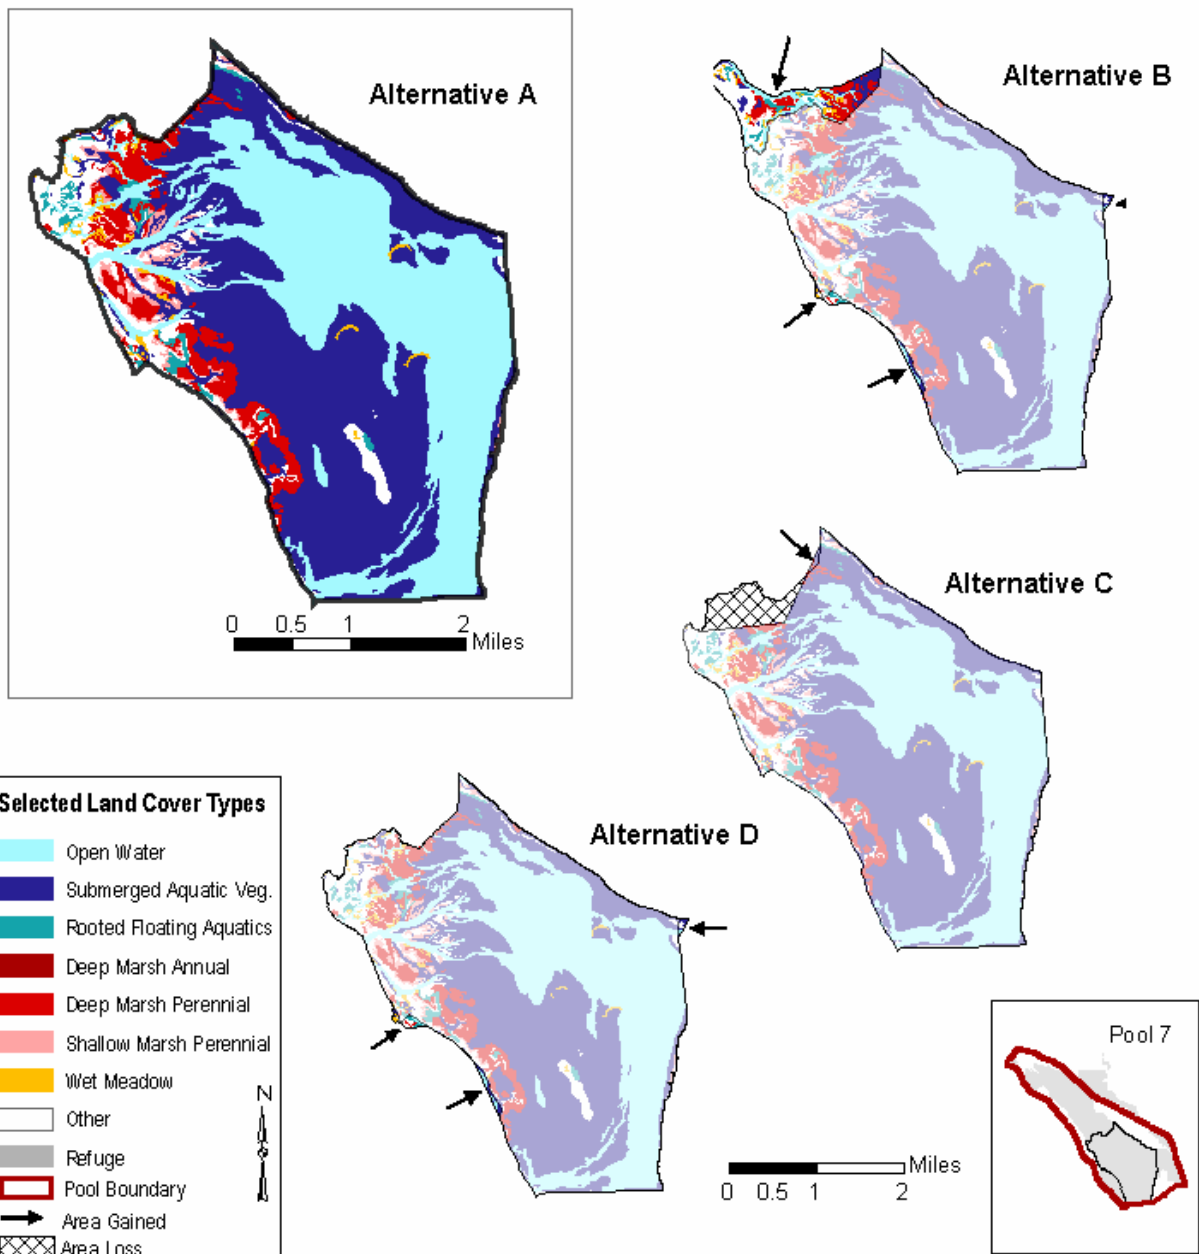 Alternative A
0 0.5 1 2
Miles
Alternative B
Alternative C
Alternative D
Selected Land Cover Types
Open Water
Submerged Aquatic Veg.
Rooted Floating Aquatics
Deep Marsh Annual
Deep Marsh Perennial
Shallow Marsh Perennial
Wet Meadow
N
Other
Refuge
Pool Boundary
Area Gained
Area Loss
Miles
0 0.5 1 2
Pool 7